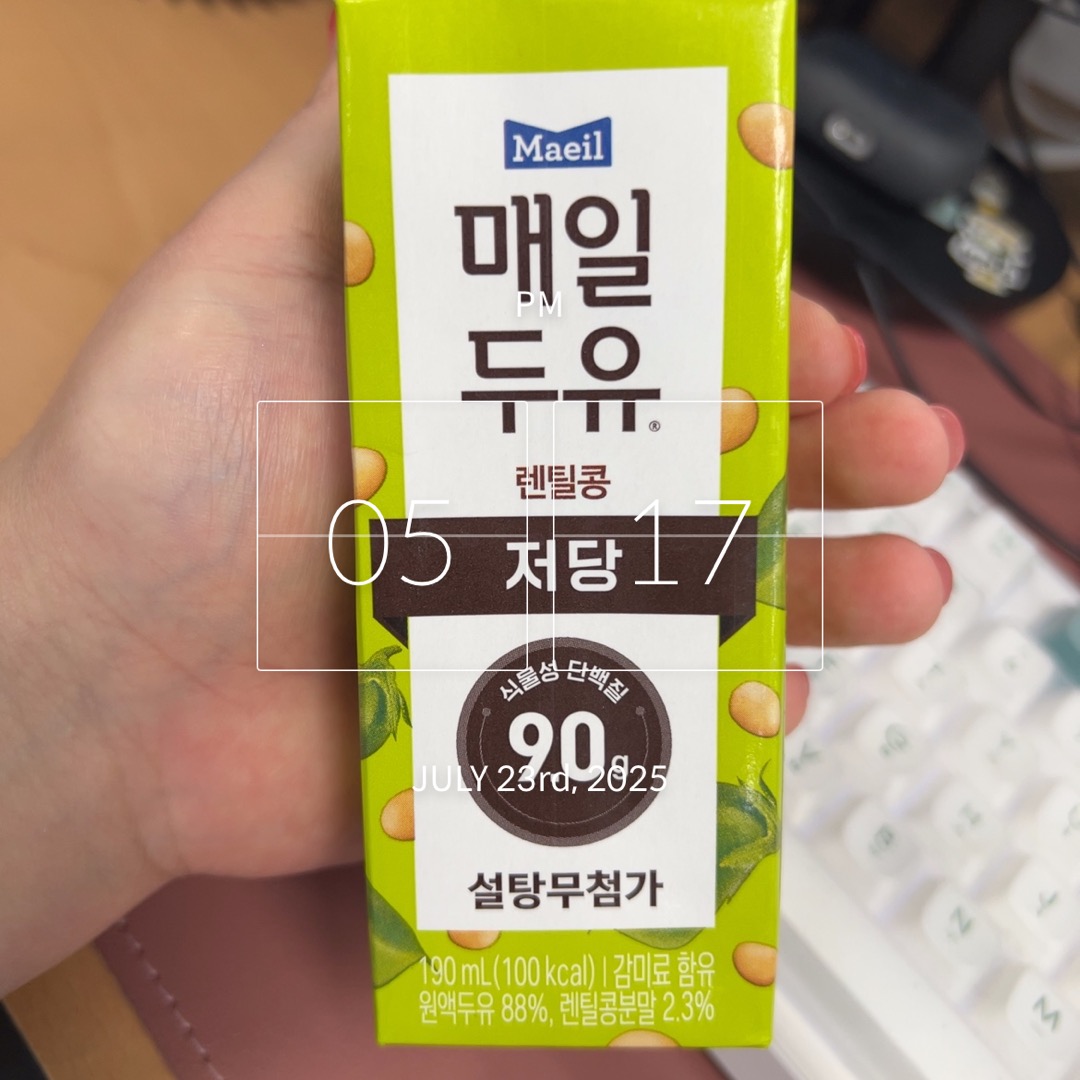 Maeil
매일
PM
두유®
렌틸콩
05 17
저당
식물성 단백질
9.0g
JULY 23rd, 2025
설탕무첨가
190 mL(100 kcal) | 감미료 함유
원액두유 88%, 렌틸콩분말 2.3%
N
M